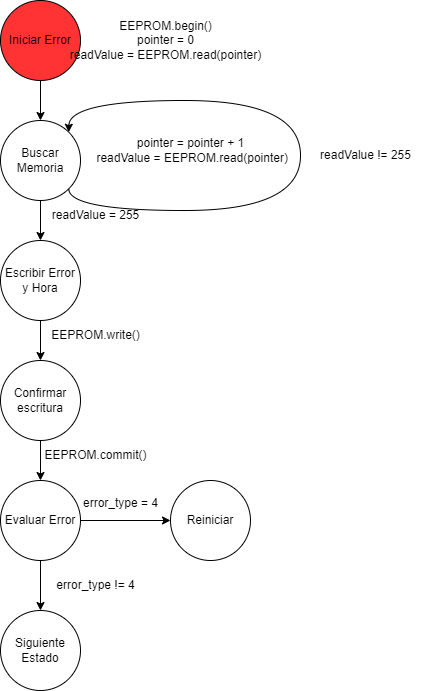 EEPROM.begin()
pointer = 0
Iniciar Error
readValue = EEPROM.read(pointer)
pointer = pointer + 1
readValue = EEPROM.read(pointer)
readValue != 255
Buscar
Memoria
readValue = 255
Escribir Error
y Hora
EEPROM.write()
Confirmar
escritura
EEPROM.commit()
error_type = 4
Evaluar Error
Reiniciar
error_type != 4
Siguiente
Estado